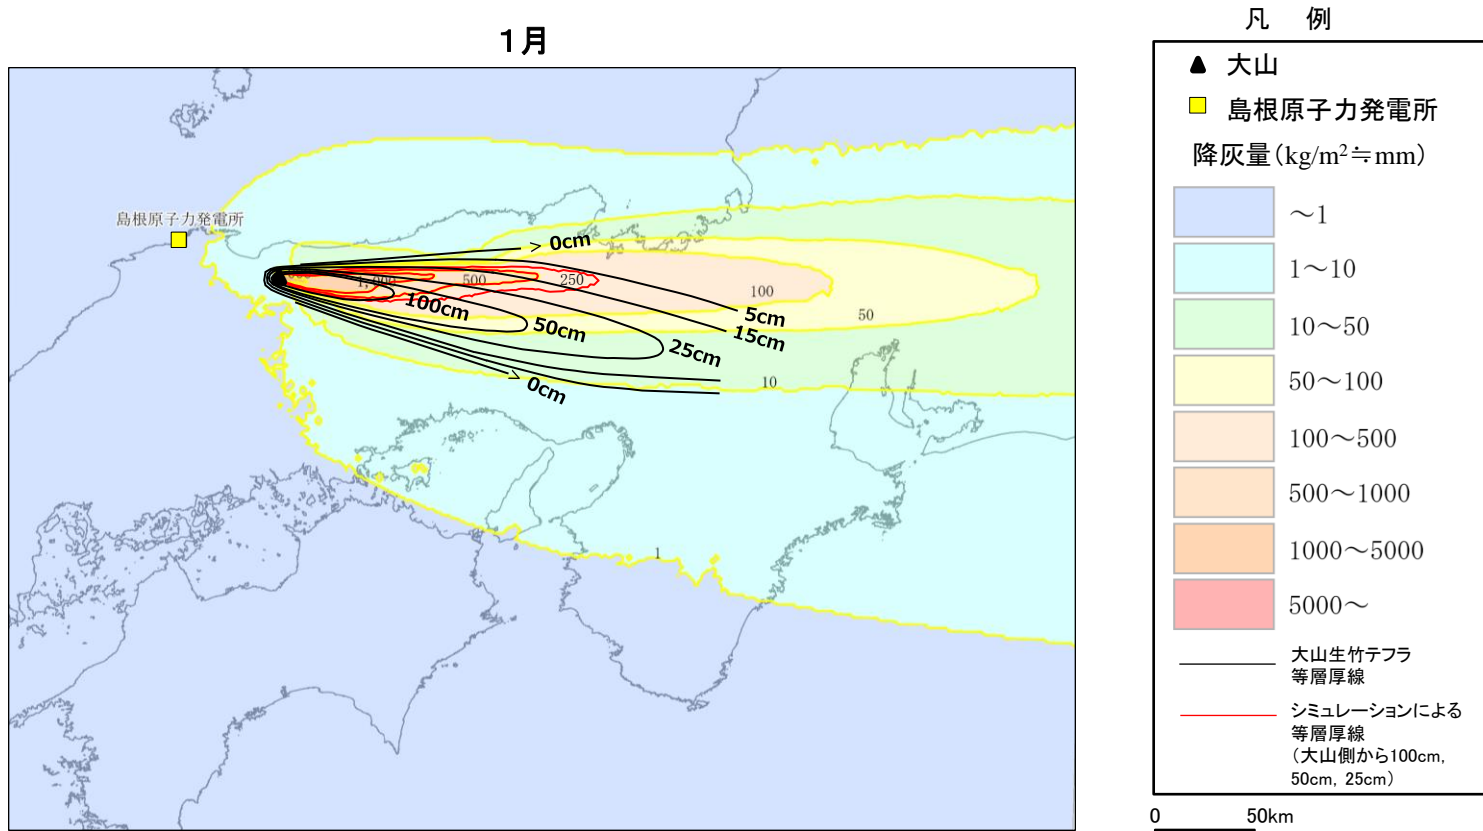 1月
島根原子力発電所
> 0cm
1,000
500
250
100
50
100cm
50cm
25cm
5cm
15cm
> 0cm
10
1
凡 例
大山
島根原子力発電所
降灰量(kg/m²≒mm)
～1
1～10
10～50
50～100
100～500
500～1000
1000～5000
5000～
大山生竹テフラ
等層厚線
シミュレーションによる
等層厚線
(大山側から100cm,
50cm, 25cm)
0 50km